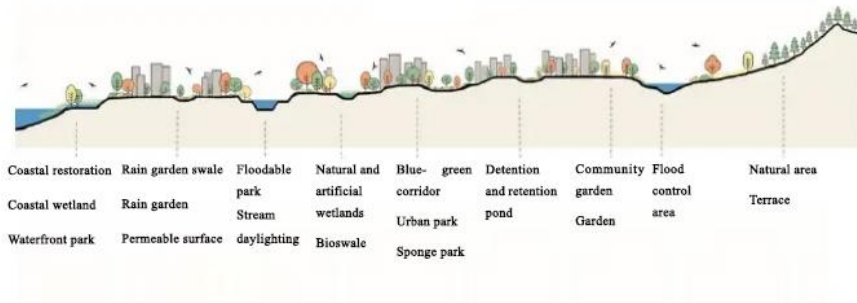 Coastal restoration
Coastal wetland
Waterfront park
Rain garden swale
Rain garden
Permeable surface
Floodable
park
Stream
daylighting
Natural and
artificial
wetlands
Bioswale
Blue- green
corridor
Urban park
Sponge park
Detention
and retention
pond
Community
garden
Garden
Flood
control
area
Natural area
Terrace